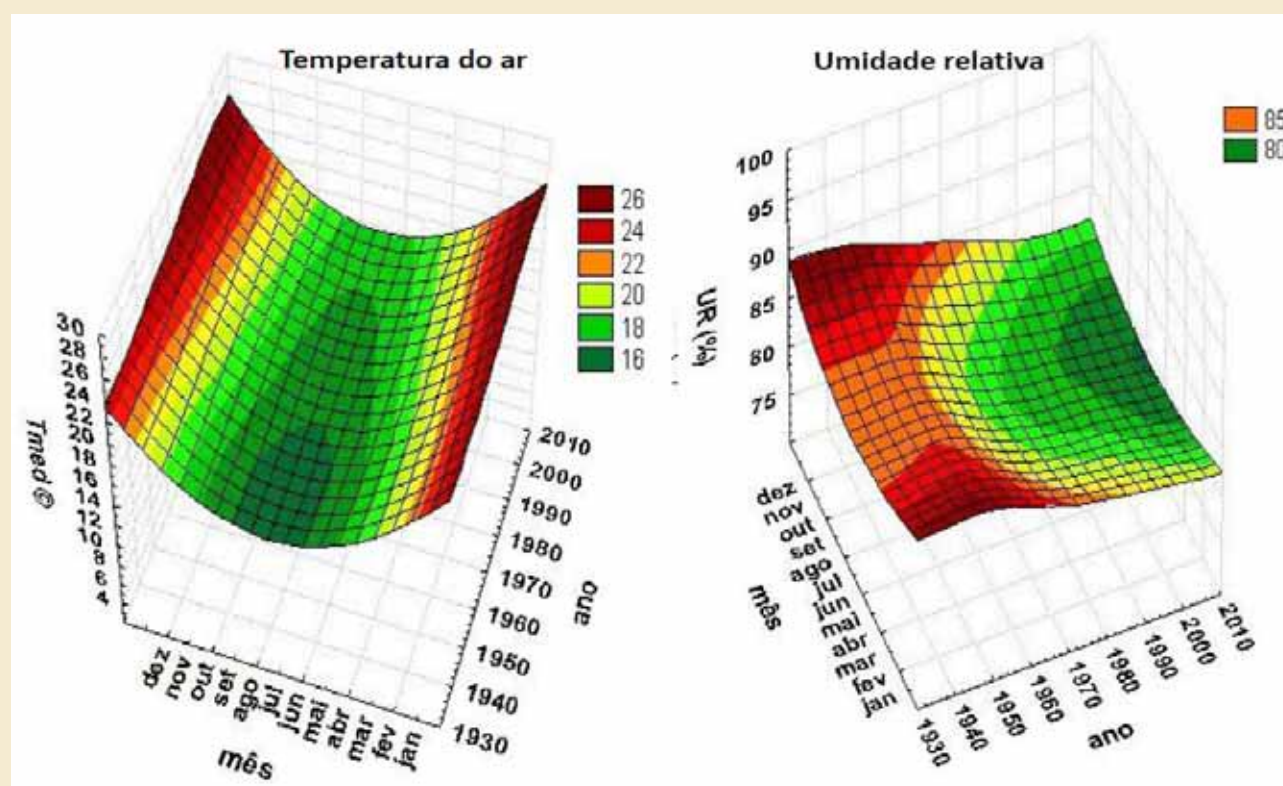 Temperatura do ar
26
24
22
20
18
16
30
28
26
24
22
20
18
16
14
12
10
8
6
4
Tmed ©
dez
nov
out
set
ago
jul
jun
mai
abr
mar
fev
jan
mês
2010
2000
1990
1980
1970
1960
1950
1940
1930
ano
Umidade relativa
85
80
100
95
90
85
80
75
UR (%)
dez
nov
out
set
ago
jul
jun
mai
abr
mar
fev
jan
mês
1930
1940
1950
1960
1970
1980
1990
2000
2010
ano